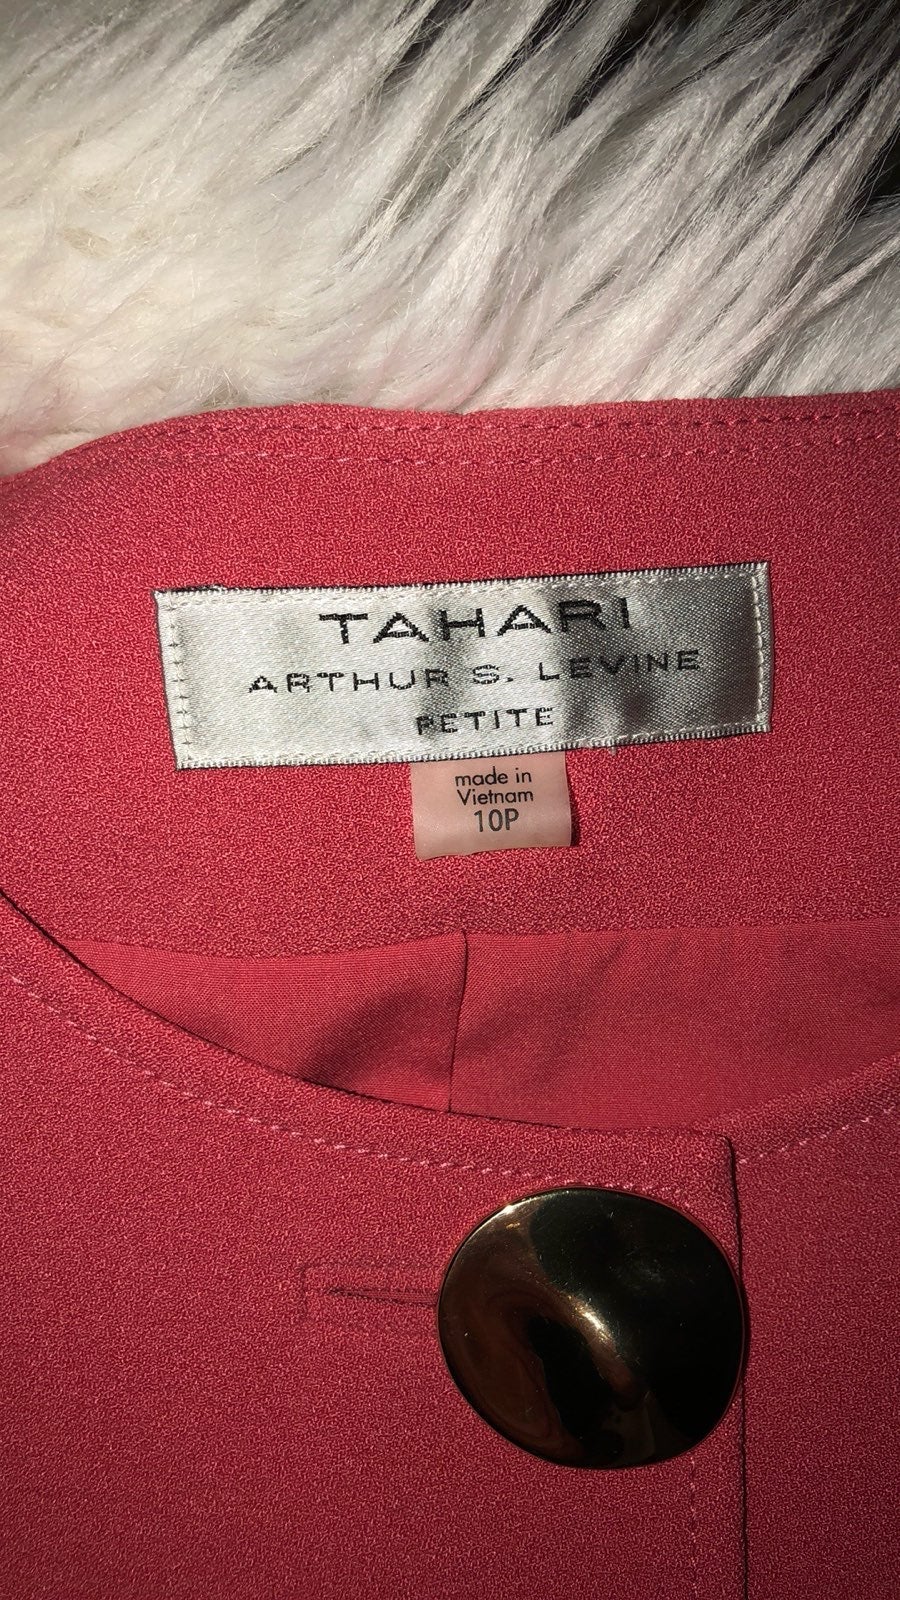 TAHARI
ARTHUR S. LEVINE
PETITE
made in
Vietnam
10P